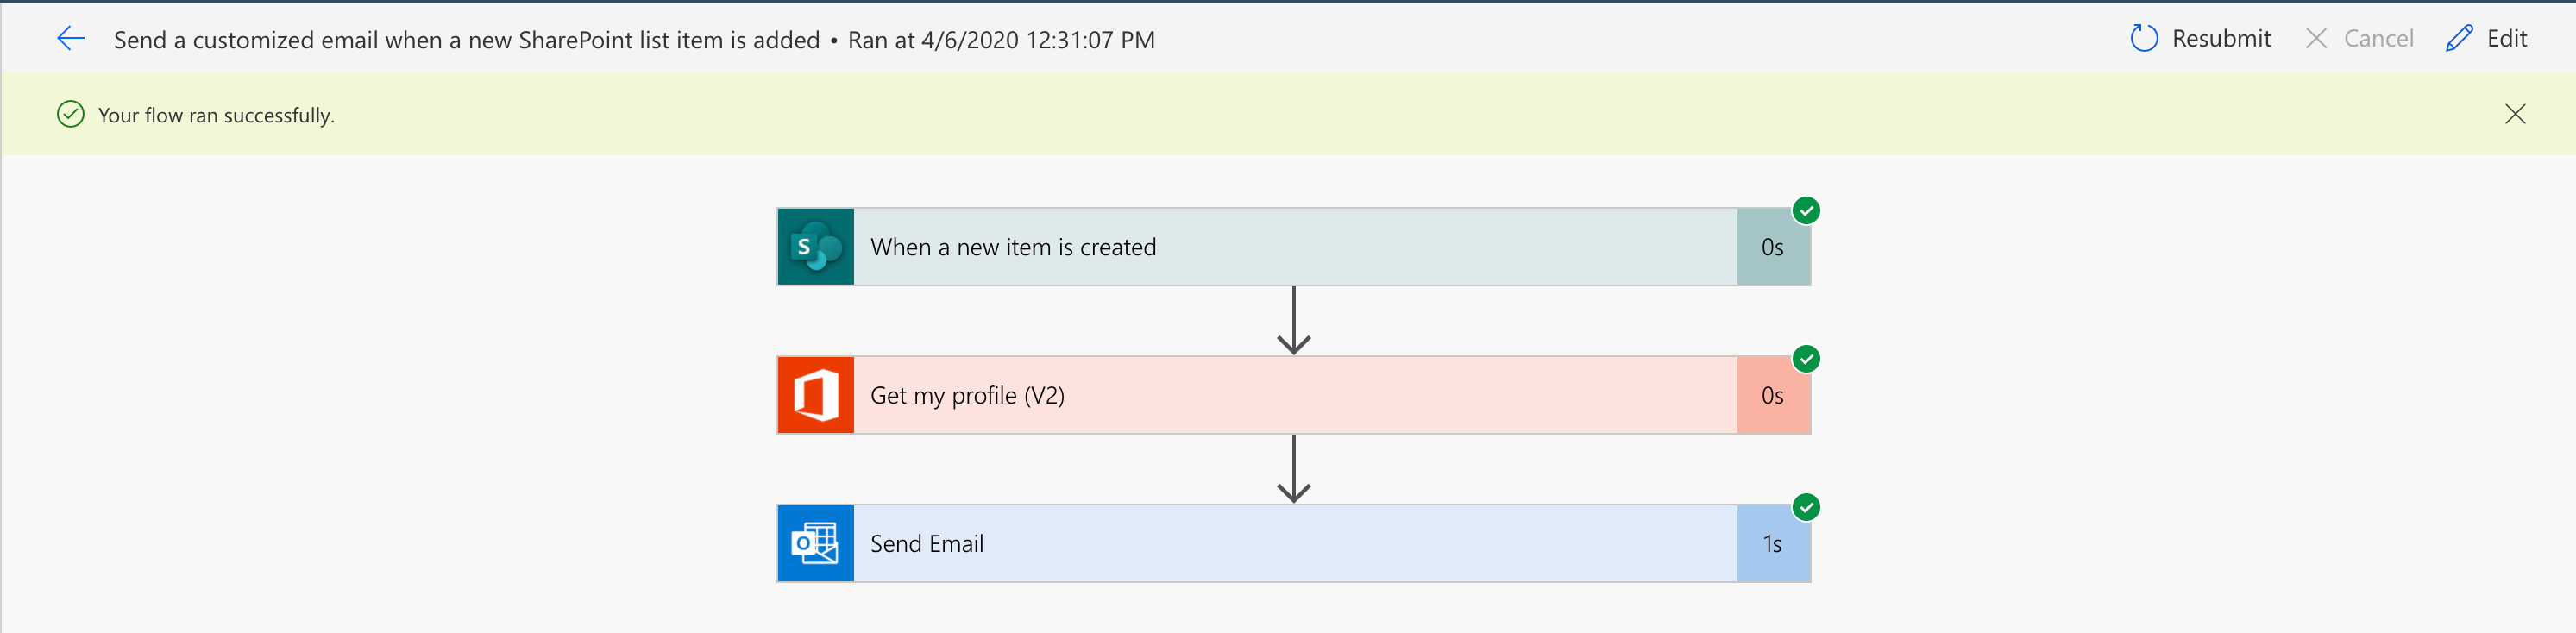 Send a customized email when a new SharePoint list item is added • Ran at 4/6/2020 12:31:07 PM
Resubmit
Cancel
Edit
Your flow ran successfully.
S
When a new item is created
0s
Get my profile (V2)
0s
O
Send Email
1s